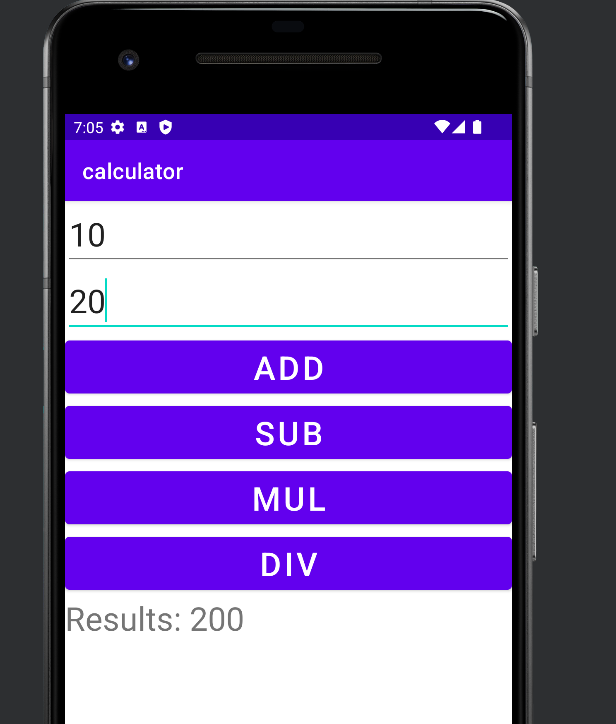 7:05
calculator
10
20
ADD
SUB
MUL
DIV
Results: 200